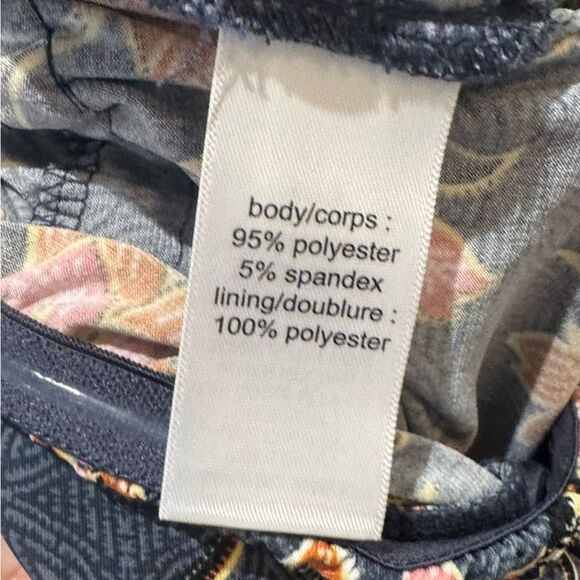 body/corps :
95% polyester
5% spandex
lining/doublure :
100% polyester